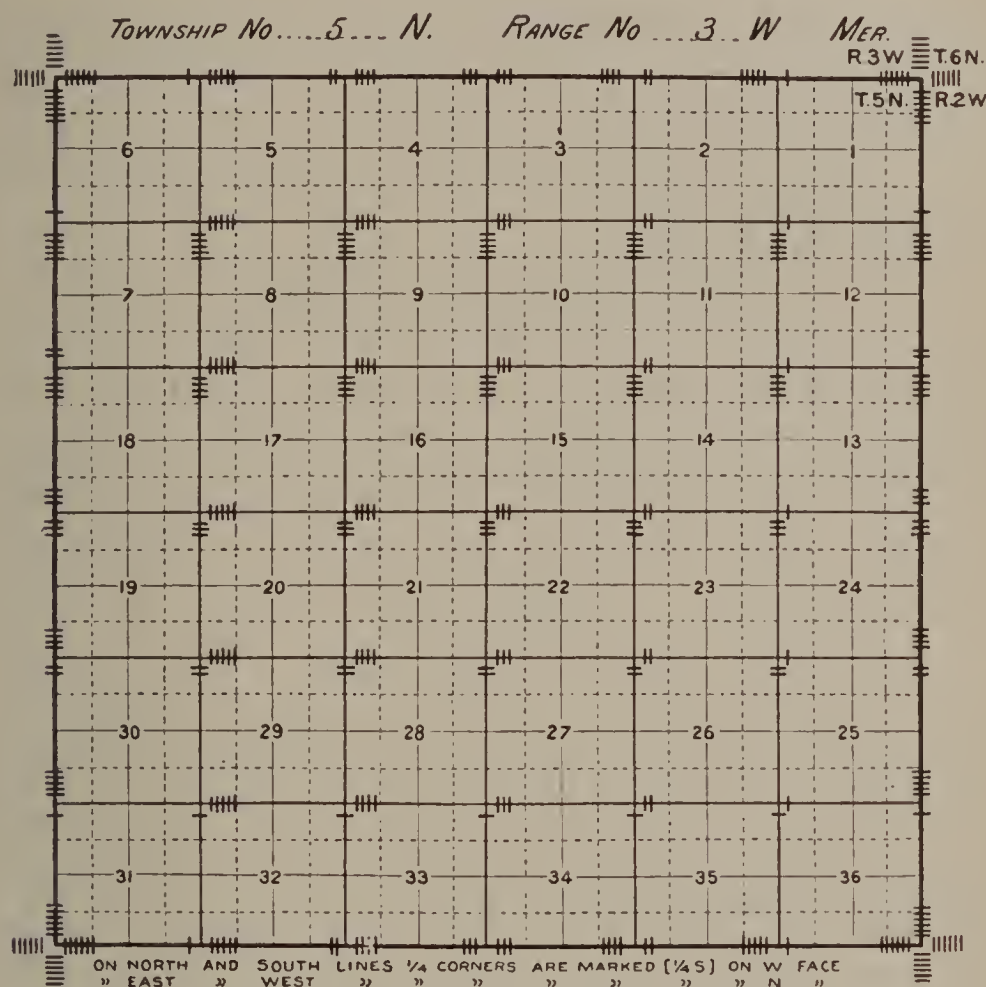 TOWNSHIP NO.....5.... N. RANGE NO ...3...W MER.
R.3W T.6N.
T.5N. R.2W
6 5 4 3 2 1
7 8 9 10 11 12
18 17 16 15 14 13
19 20 21 22 23 24
30 29 28 27 26 25
31 32 33 34 35 36
ON NORTH AND SOUTH LINES 1/4 CORNERS ARE MARKED [1/4 S] ON W FACE
" EAST " WEST " " " " " " " N "